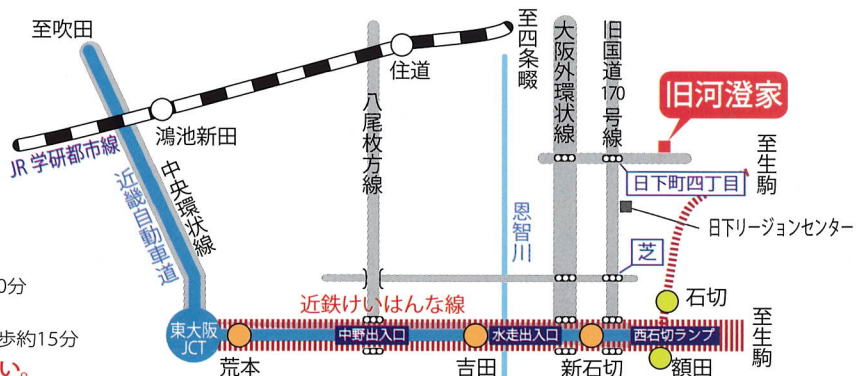 至吹田
至四条畷
大阪外環状線
旧国道170号線
住道
旧河澄家
鴻池新田
八尾枚方線
至生駒
JR学研都市線
中央環状線
近畿自動車道
日下町四丁目
恩智川
日下リージョンセンター
芝
0分
近鉄けいはんな線
石切
歩約15分
東大阪
JCT
中野出入口
水走出入口
西石切ランプ
至生駒
荒本
吉田
新石切
額田
い。